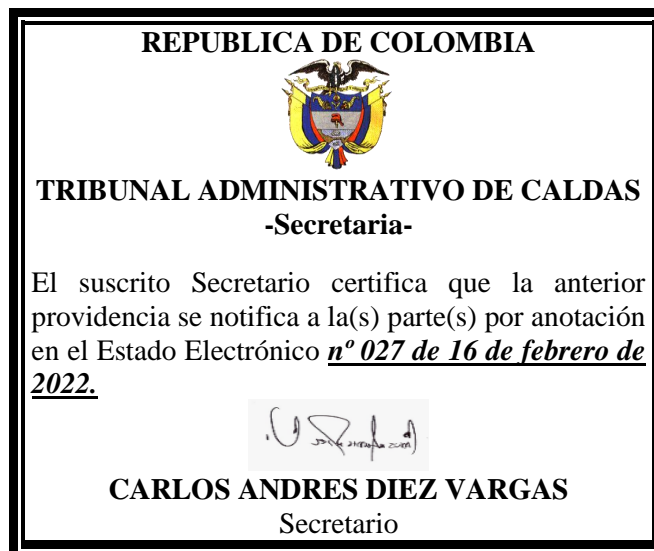 REPUBLICA DE COLOMBIA
TRIBUNAL ADMINISTRATIVO DE CALDAS
-Secretaria-
El suscrito Secretario certifica que la anterior
providencia se notifica a la(s) parte(s) por anotación
en el Estado Electrónico nº 027 de 16 de febrero de
2022.
CARLOS ANDRES DIEZ VARGAS
Secretario